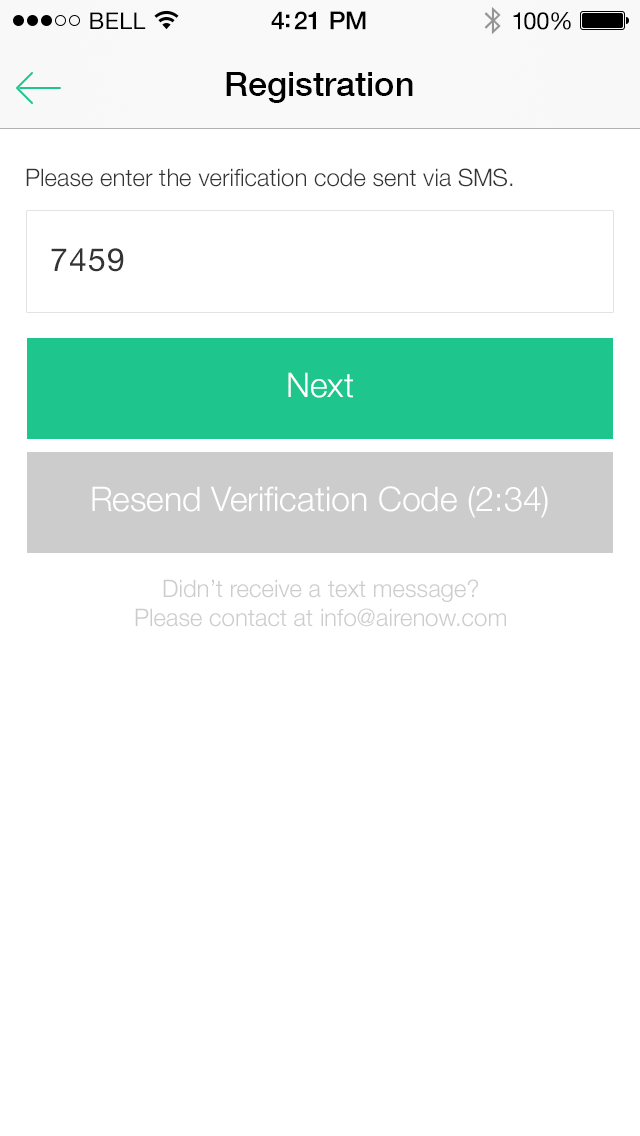 BELL 4:21 PM 100%
Registration
Please enter the verification code sent via SMS.
7459
Next
Resend Verification Code (2:34)
Didn’t receive a text message?
Please contact at info@airenow.com